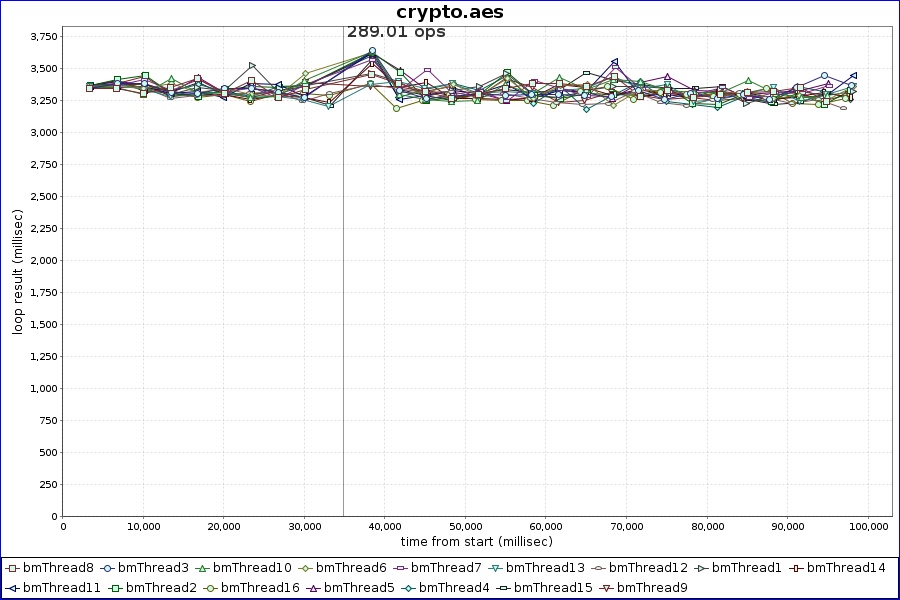 crypto.aes
289.01 ops
3,750
3,500
3,250
3,000
2,750
2,500
2,250
2,000
1,750
1,500
1,250
1,000
750
500
250
0
loop result (millisec)
0 10,000 20,000 30,000 40,000 50,000 60,000 70,000 80,000 90,000 100,000
time from start (millisec)
bmThread8 bmThread3 bmThread10 bmThread6 bmThread7 bmThread13 bmThread12 bmThread1 bmThread14
bmThread11 bmThread2 bmThread16 bmThread5 bmThread4 bmThread15 bmThread9